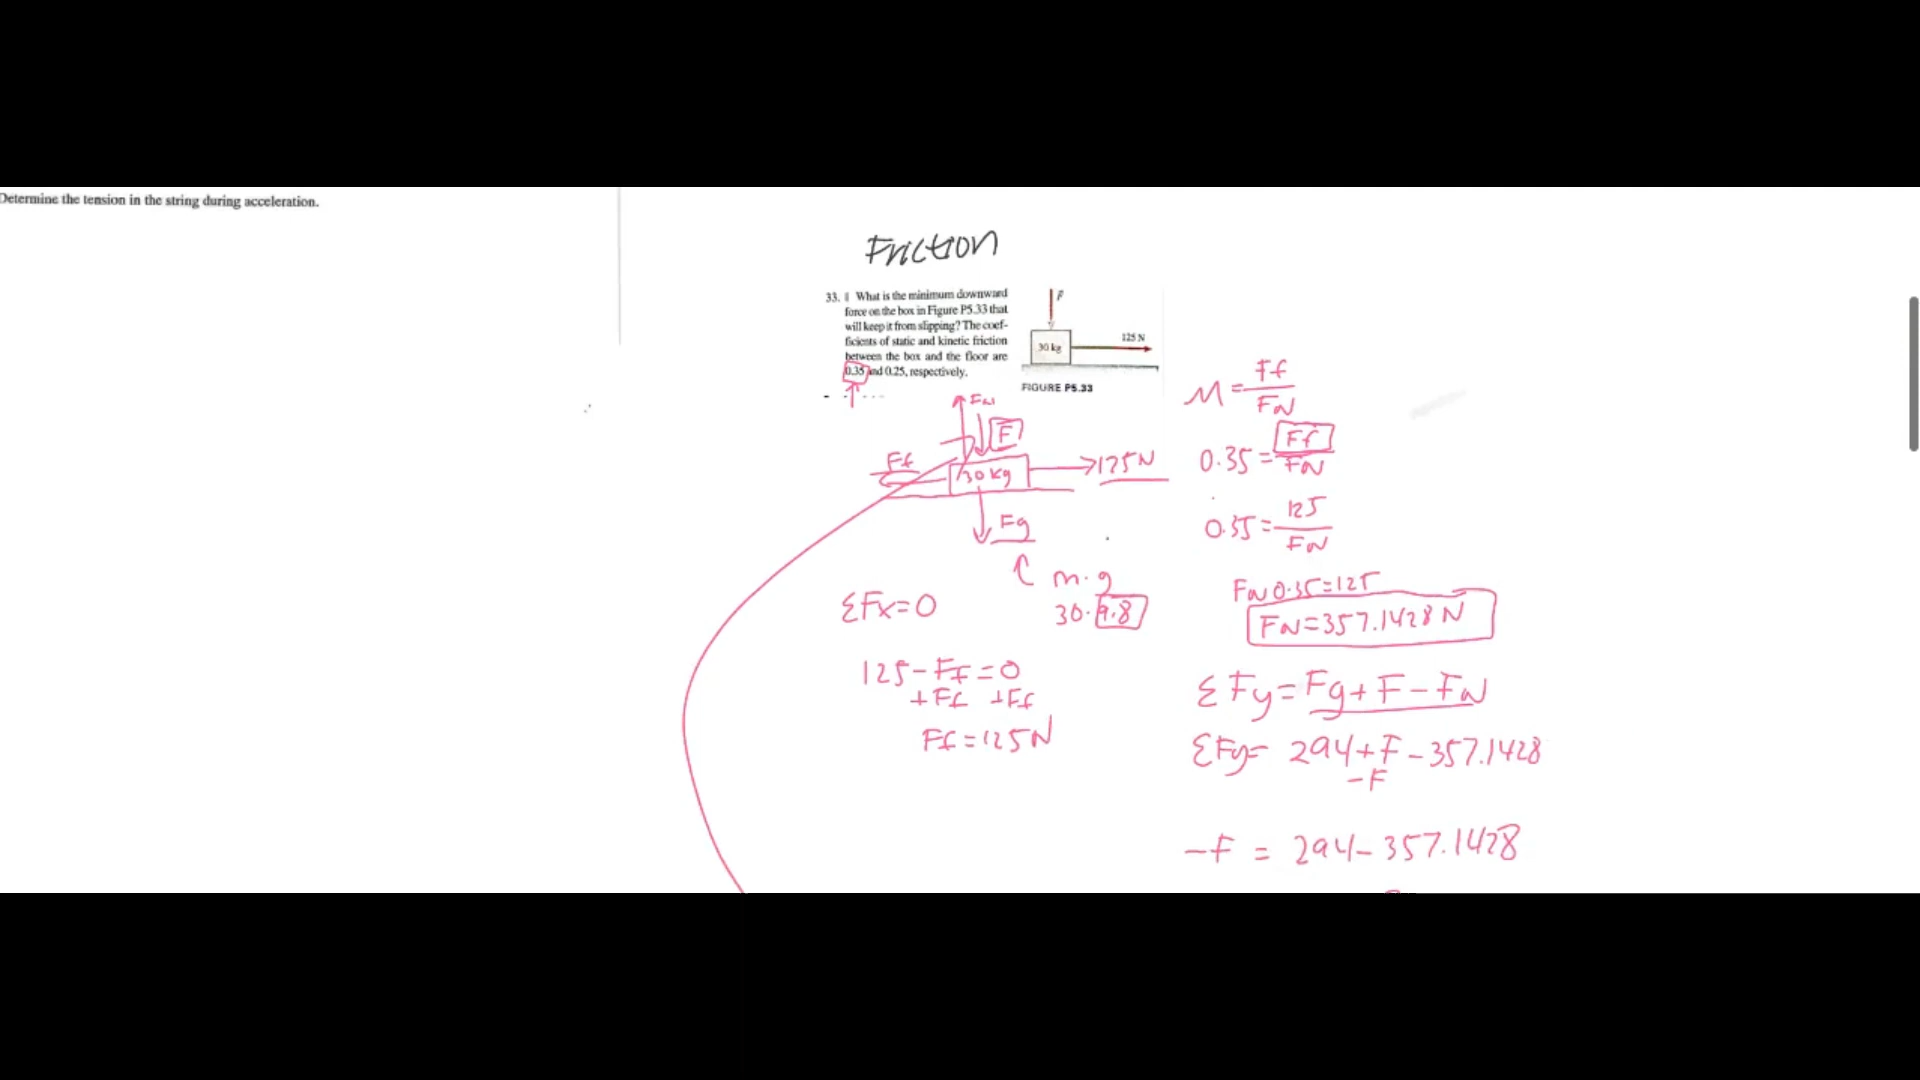 Determine the tension in the string during acceleration.
Friction
33. || What is the minimum downward
force on the box in Figure P5.33 that
will keep it from slipping? The coef-
ficients of static and kinetic friction
between the box and the floor are
0.35 and 0.25, respectively.
F
30 kg
125 N
FIGURE P5.33
FN
F
Ff
30 kg
125N
Fg
m·g
30·9.8
ΣFx=0
125-Ff=0
+Ff +Ff
Ff=125N
M=Ff/FN
0.35=Ff/FN
0.35=125/FN
FN0.35=125
FN=357.1428N
ΣFy=Fg+F-FN
ΣFy= 294+F-357.1428
-F
-F = 294-357.1428